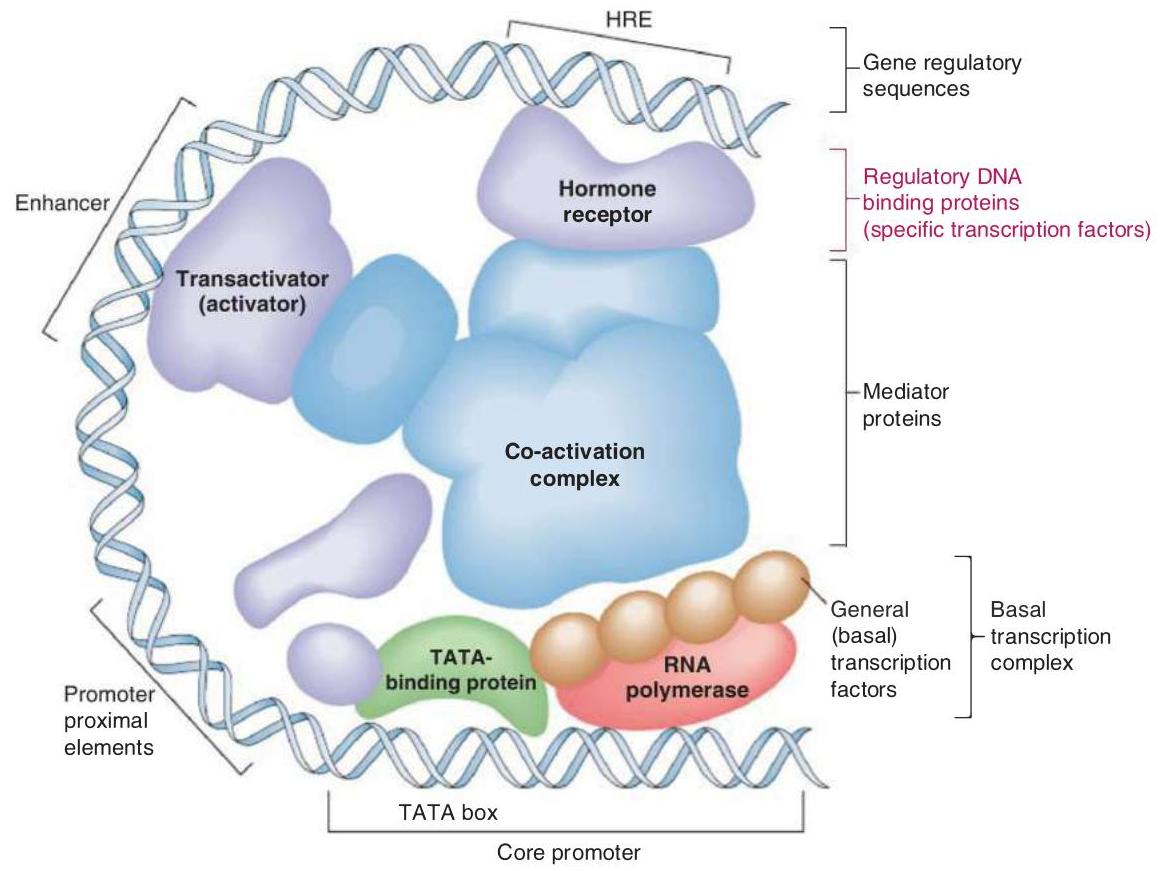 HRE
Gene regulatory
sequences
Enhancer
Regulatory DNA
binding proteins
(specific transcription factors)
Hormone
receptor
Transactivator
(activator)
Mediator
proteins
Co-activation
complex
General
(basal)
transcription
factors
Basal
transcription
complex
TATA-
binding protein
RNA
polymerase
Promoter
proximal
elements
TATA box
Core promoter